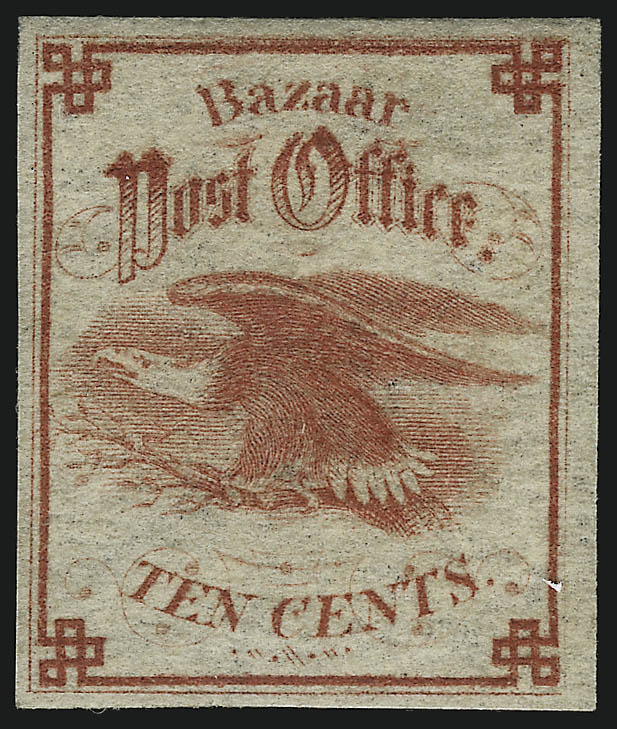 Bazaar
Post Office.
TEN CENTS.